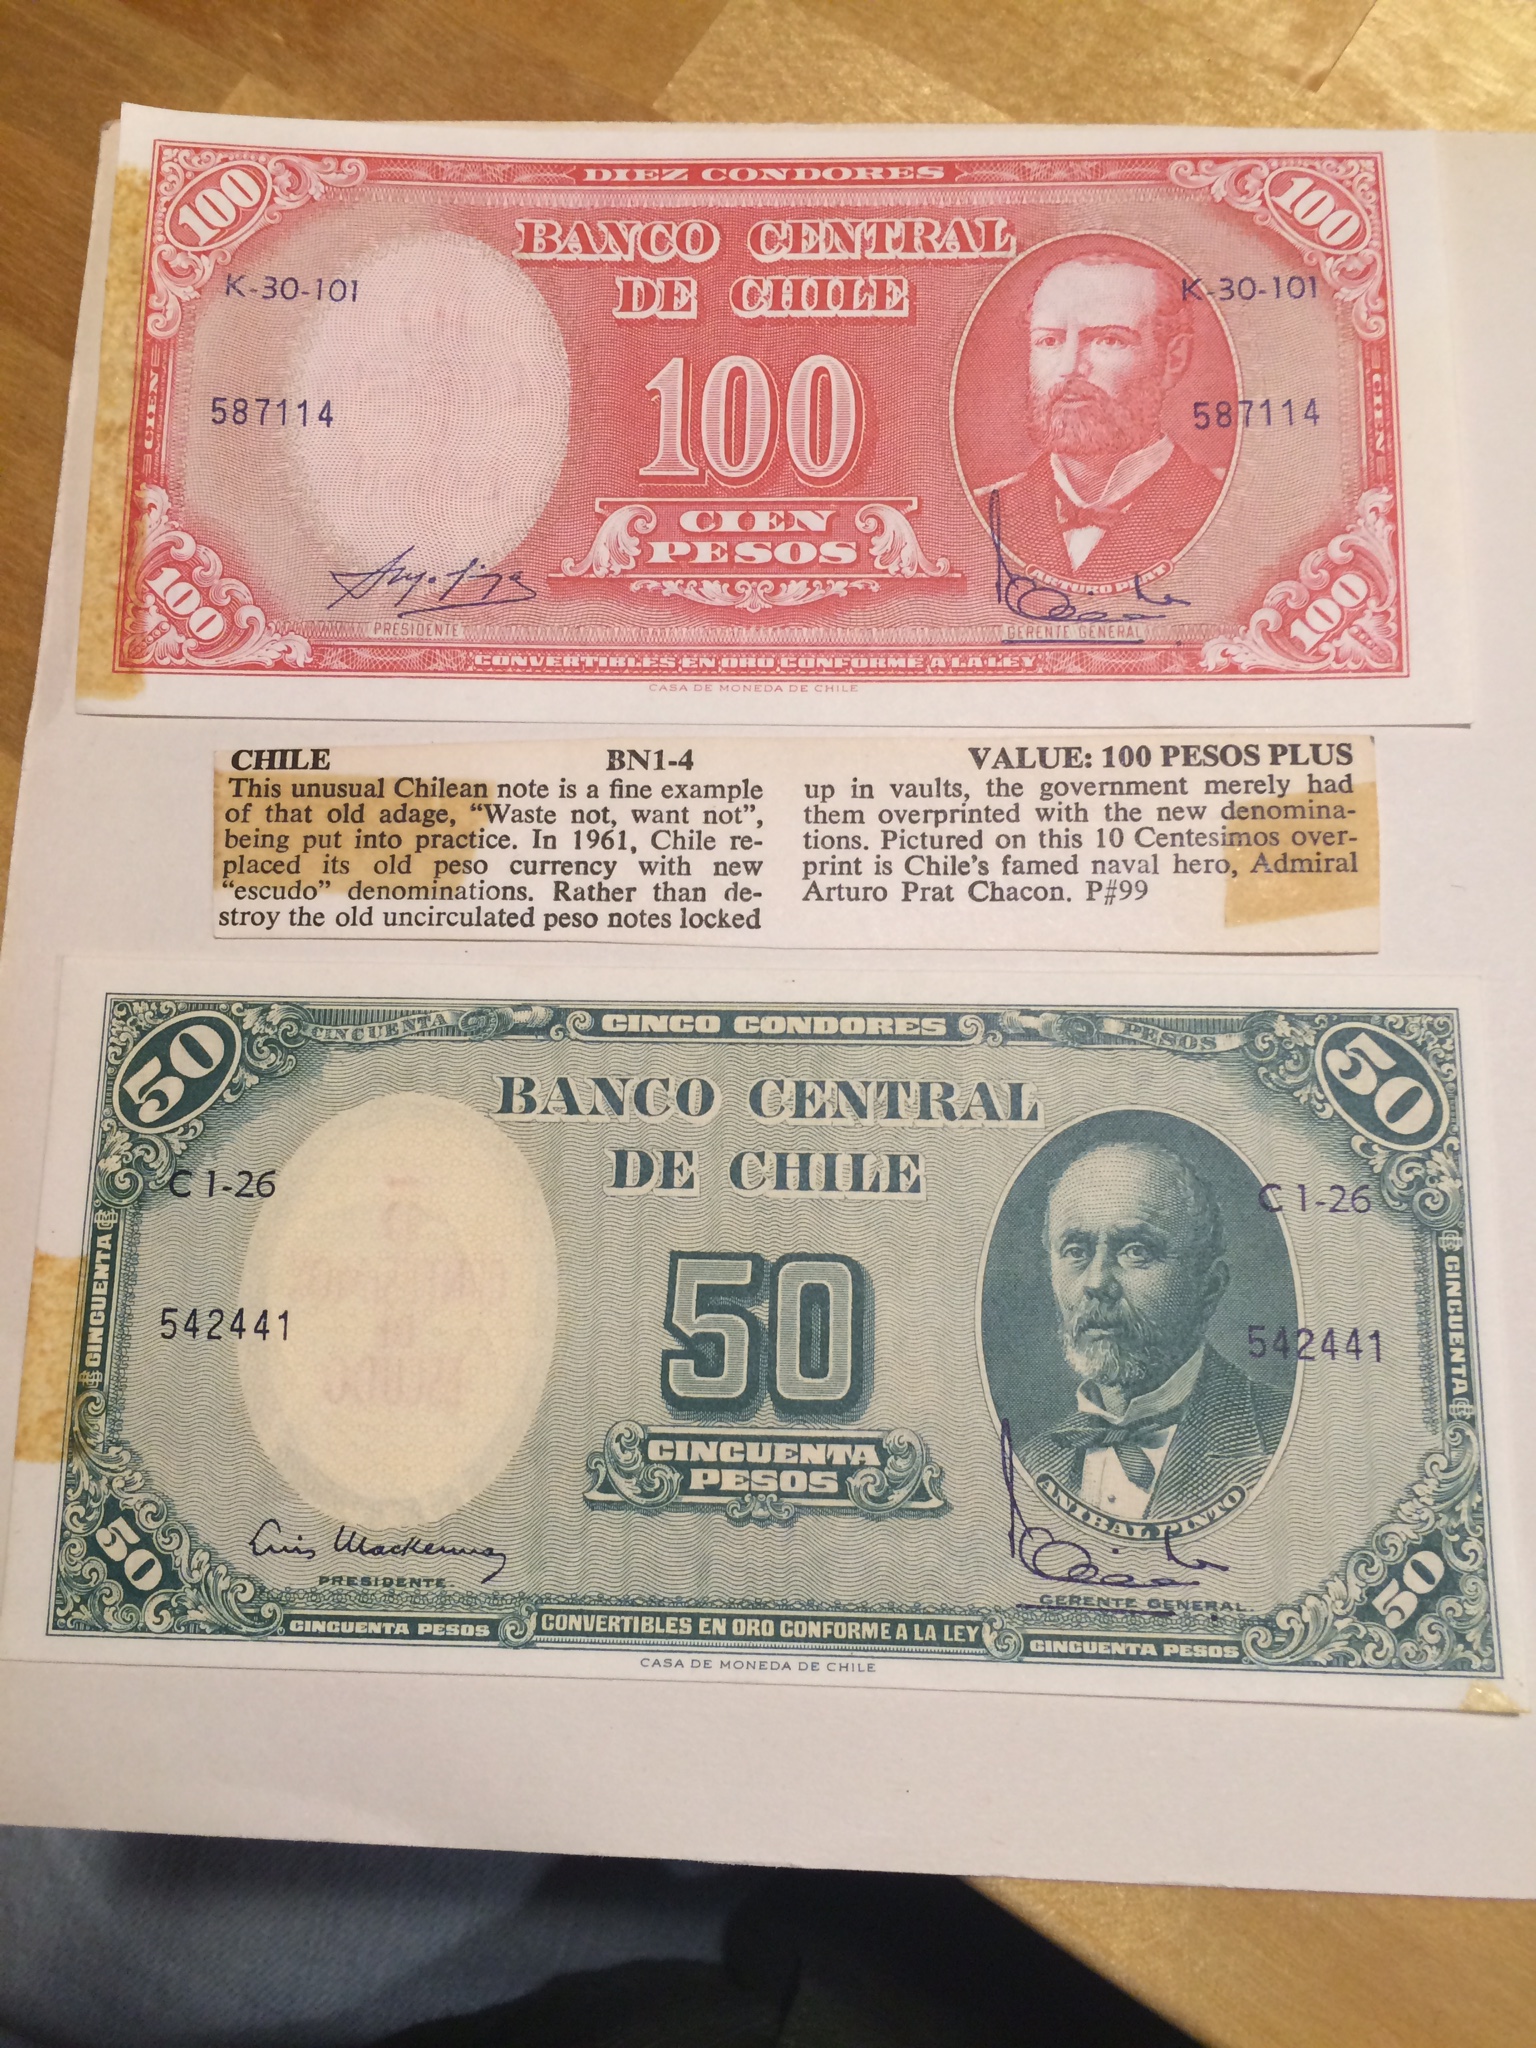 100
DIEZ CONDORES
100
BANCO CENTRAL
DE CHILE
K-30-101
K-30-101
100
587114
587114
CIEN
CIEN
CIEN
PESOS
ARTURO PRAT
100
100
PRESIDENTE
GERENTE GENERAL
CONVERTIBLES EN ORO CONFORME A LA LEY
CASA DE MONEDA DE CHILE
CHILE BN1-4 VALUE: 100 PESOS PLUS
This unusual Chilean note is a fine example
of that old adage, “Waste not, want not”,
being put into practice. In 1961, Chile re-
placed its old peso currency with new
“escudo” denominations. Rather than de-
stroy the old uncirculated peso notes locked
up in vaults, the government merely had
them overprinted with the new denomina-
tions. Pictured on this 10 Centesimos over-
print is Chile's famed naval hero, Admiral
Arturo Prat Chacon. P#99
50
CINCUENTA
CINCO CONDORES
PESOS
50
BANCO CENTRAL
DE CHILE
C 1-26
C 1-26
CINCUENTA
50
CINCUENTA
542441
542441
CINCUENTA
PESOS
ANIBAL PINTO
50
Luis Mackenna
50
PRESIDENTE.
GERENTE GENERAL.
CINCUENTA PESOS
CONVERTIBLES EN ORO CONFORME A LA LEY
CINCUENTA PESOS
CASA DE MONEDA DE CHILE